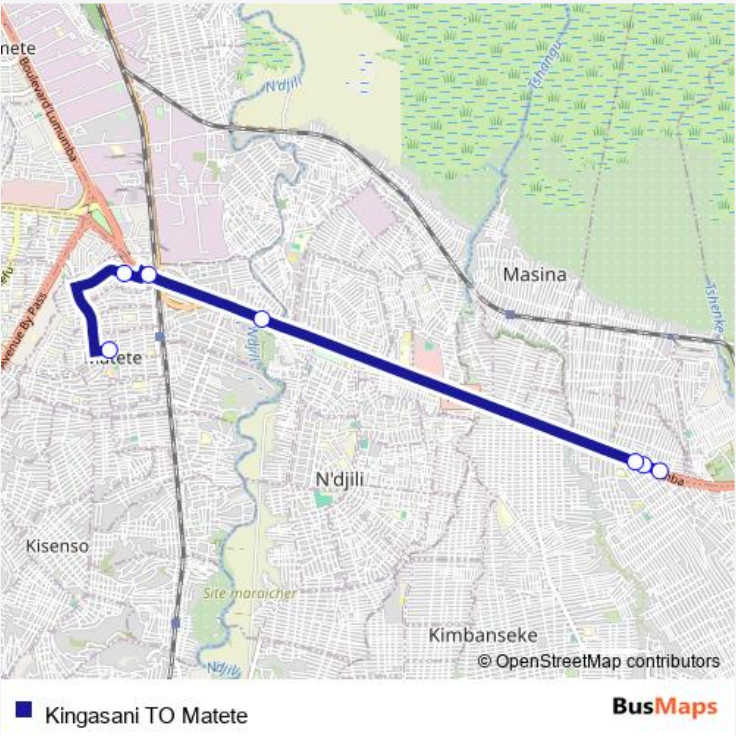 nete
Boulevard Lumumba
N'djili
Tshangu
Masina
Tshenke
Avenue By Pass
Matete
N'djili
mba
N'djili
Kisenso
Site maraicher
Kimbanseke
N'djili
© OpenStreetMap contributors
Kingasani TO Matete
BusMaps